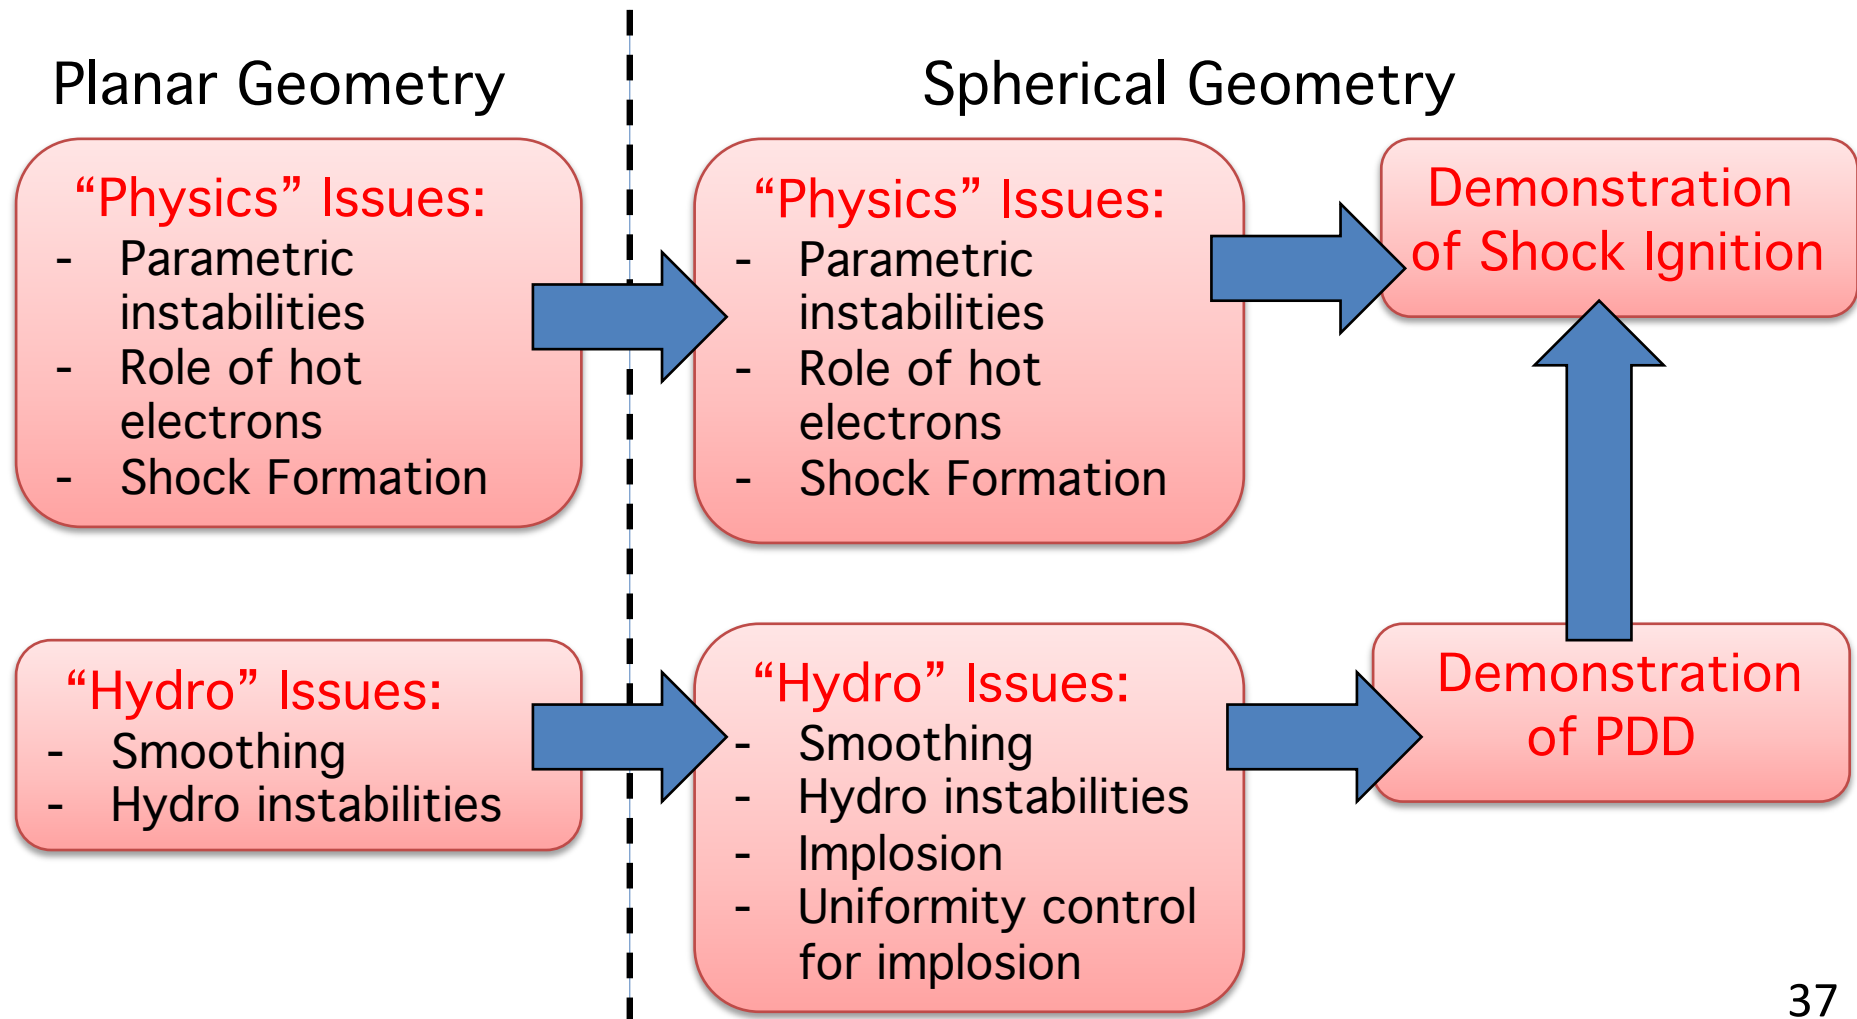 Planar Geometry
Spherical Geometry
“Physics” Issues:
- Parametric
instabilities
- Role of hot
electrons
- Shock Formation
“Physics” Issues:
- Parametric
instabilities
- Role of hot
electrons
- Shock Formation
Demonstration
of Shock Ignition
“Hydro” Issues:
- Smoothing
- Hydro instabilities
“Hydro” Issues:
- Smoothing
- Hydro instabilities
- Implosion
- Uniformity control
for implosion
Demonstration
of PDD
37